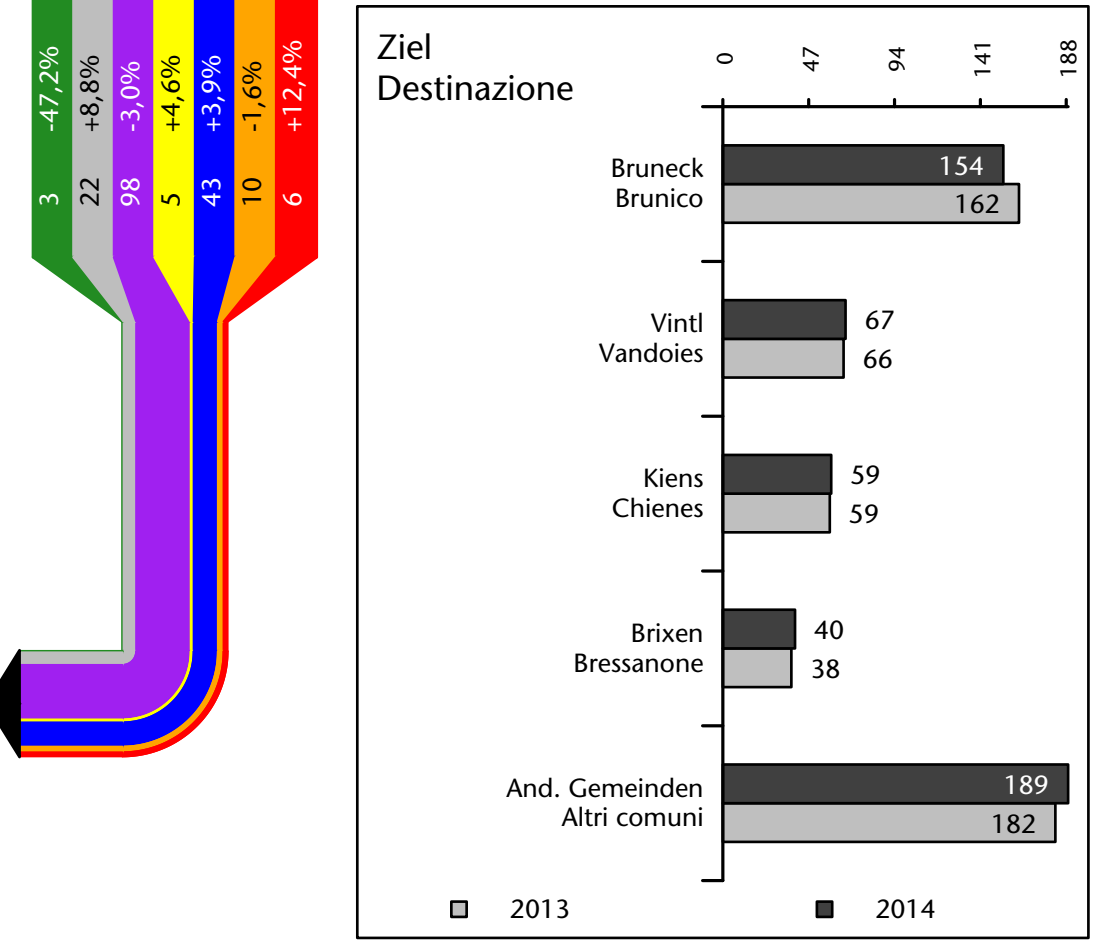 3 -47,2%
22 +8,8%
98 -3,0%
5 +4,6%
43 +3,9%
10 -1,6%
6 +12,4%
Ziel
Destinazione
0 47 94 141 188
Bruneck
Brunico
154
162
Vintl
Vandoies
67
66
Kiens
Chienes
59
59
Brixen
Bressanone
40
38
And. Gemeinden
Altri comuni
189
182
2013 2014